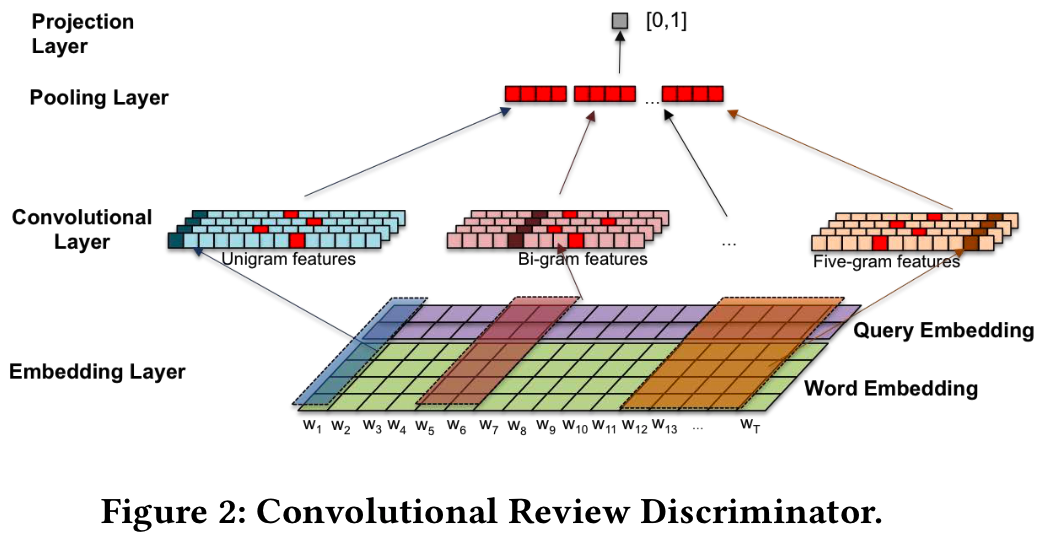 Projection
Layer
[0,1]
Pooling Layer
...
Convolutional
Layer
Unigram features
Bi-gram features
...
Five-gram features
Query Embedding
Embedding Layer
Word Embedding
w1 w2 w3 w4 w5 w6 w7 w8 w9 w10 w11 w12 w13 ... wT
Figure 2: Convolutional Review Discriminator.